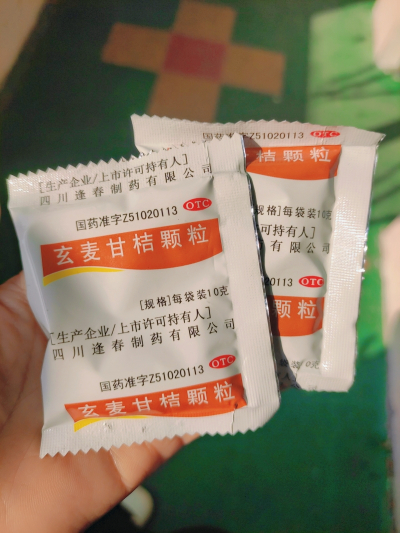 [生产企业/上市许可持有人]
四川逢春制药有限公司
国药准字Z51020113 OTC
玄麦甘桔颗粒
[规格]每袋装10克
[生产企业/上市许可持有人]
四川逢春制药有限公司
国药准字Z51020113 OTC
玄麦甘桔颗粒
国药准字Z51020113 OTC
桔颗粒
规格]每袋装10克
可持有人]
有限公司
20113 OTC
颗粒